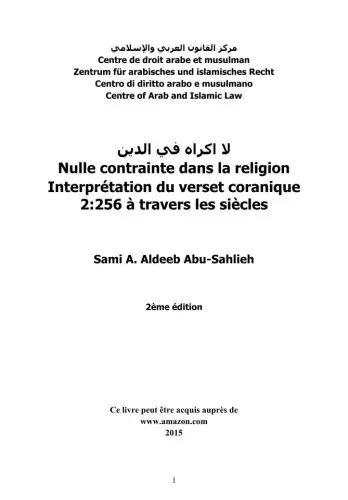 مركز القانون العربي والإسلامي
Centre de droit arabe et musulman
Zentrum für arabisches und islamisches Recht
Centro di diritto arabo e musulmano
Centre of Arab and Islamic Law
لا اكراه في الدين
Nulle contrainte dans la religion
Interprétation du verset coranique
2:256 à travers les siècles
Sami A. Aldeeb Abu-Sahlieh
2ème édition
Ce livre peut être acquis auprès de
www.amazon.com
2015
1